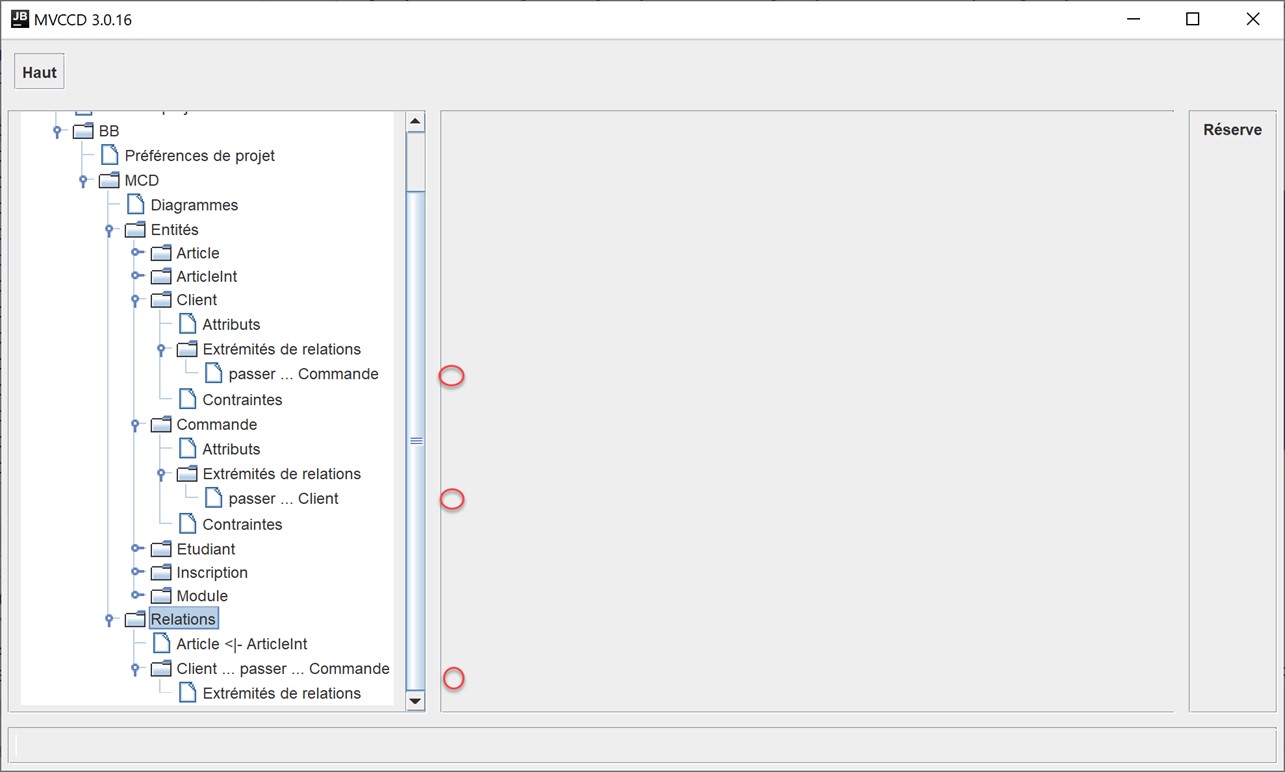 JB MVCCD 3.0.16
Haut
BB
Préférences de projet
MCD
Diagrammes
Entités
Article
ArticleInt
Client
Attributs
Extrémités de relations
passer ... Commande
Contraintes
Commande
Attributs
Extrémités de relations
passer ... Client
Contraintes
Etudiant
Inscription
Module
Relations
Article <|- ArticleInt
Client ... passer ... Commande
Extrémités de relations
Réserve